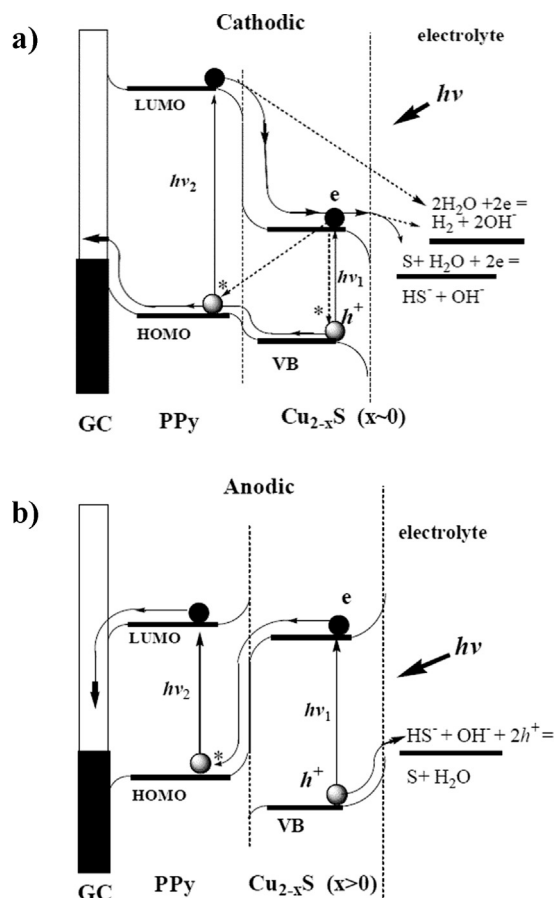 a)
Cathodic
electrolyte
LUMO
hν
hν₂
e
2H₂O +2e =
H₂ + 2OH⁻
S+ H₂O + 2e =
HS⁻ + OH⁻
hν₁
*
*
h⁺
HOMO
VB
GC
PPy
Cu₂₋ₓS (x~0)
b)
Anodic
electrolyte
e
LUMO
hν
hν₂
hν₁
HS⁻ + OH⁻ + 2h⁺ =
S+ H₂O
*
h⁺
HOMO
VB
GC
PPy
Cu₂₋ₓS (x>0)